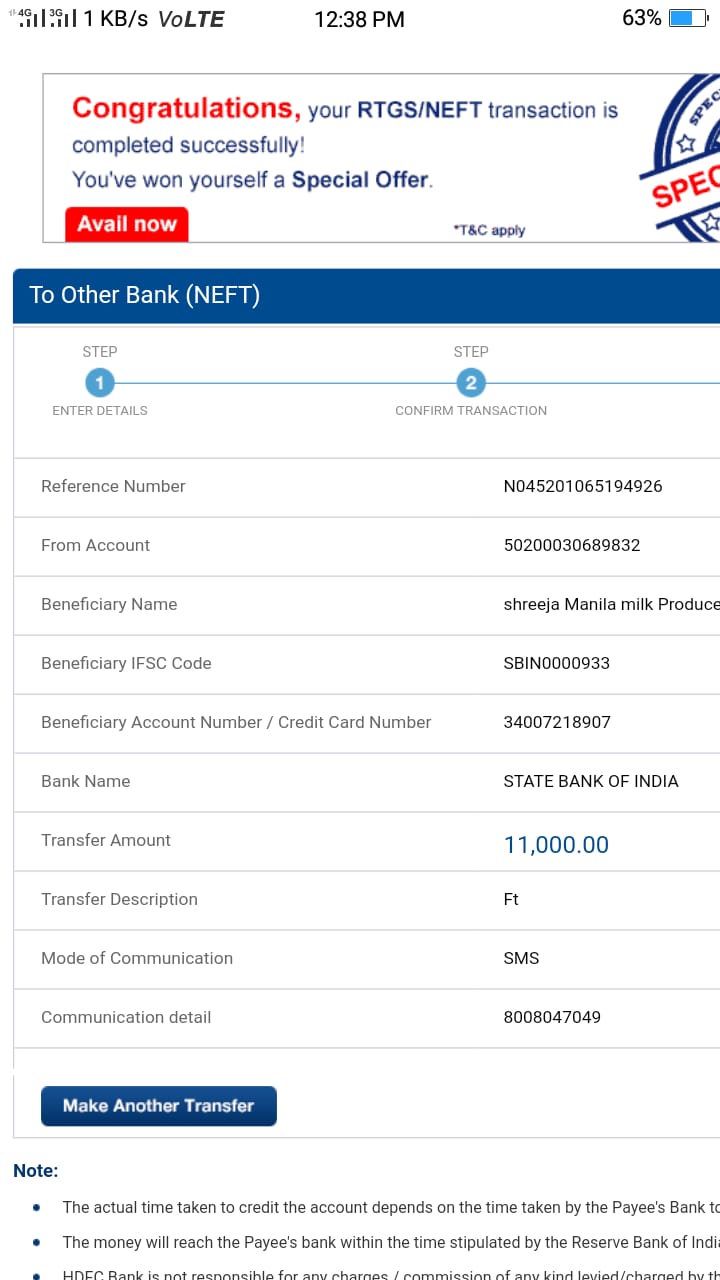 4G 3G 1 KB/s VoLTE 12:38 PM 63%
Congratulations, your RTGS/NEFT transaction is
completed successfully!
You've won yourself a Special Offer.
Avail now
*T&C apply
To Other Bank (NEFT)
STEP STEP
1 2
ENTER DETAILS CONFIRM TRANSACTION
Reference Number N045201065194926
From Account 50200030689832
Beneficiary Name shreeja Manila milk Produce
Beneficiary IFSC Code SBIN0000933
Beneficiary Account Number / Credit Card Number 34007218907
Bank Name STATE BANK OF INDIA
Transfer Amount 11,000.00
Transfer Description Ft
Mode of Communication SMS
Communication detail 8008047049
Make Another Transfer
Note:
• The actual time taken to credit the account depends on the time taken by the Payee's Bank to
• The money will reach the Payee's bank within the time stipulated by the Reserve Bank of India
• HDFC Bank is not responsible for any charges / commission of any kind levied/charged by